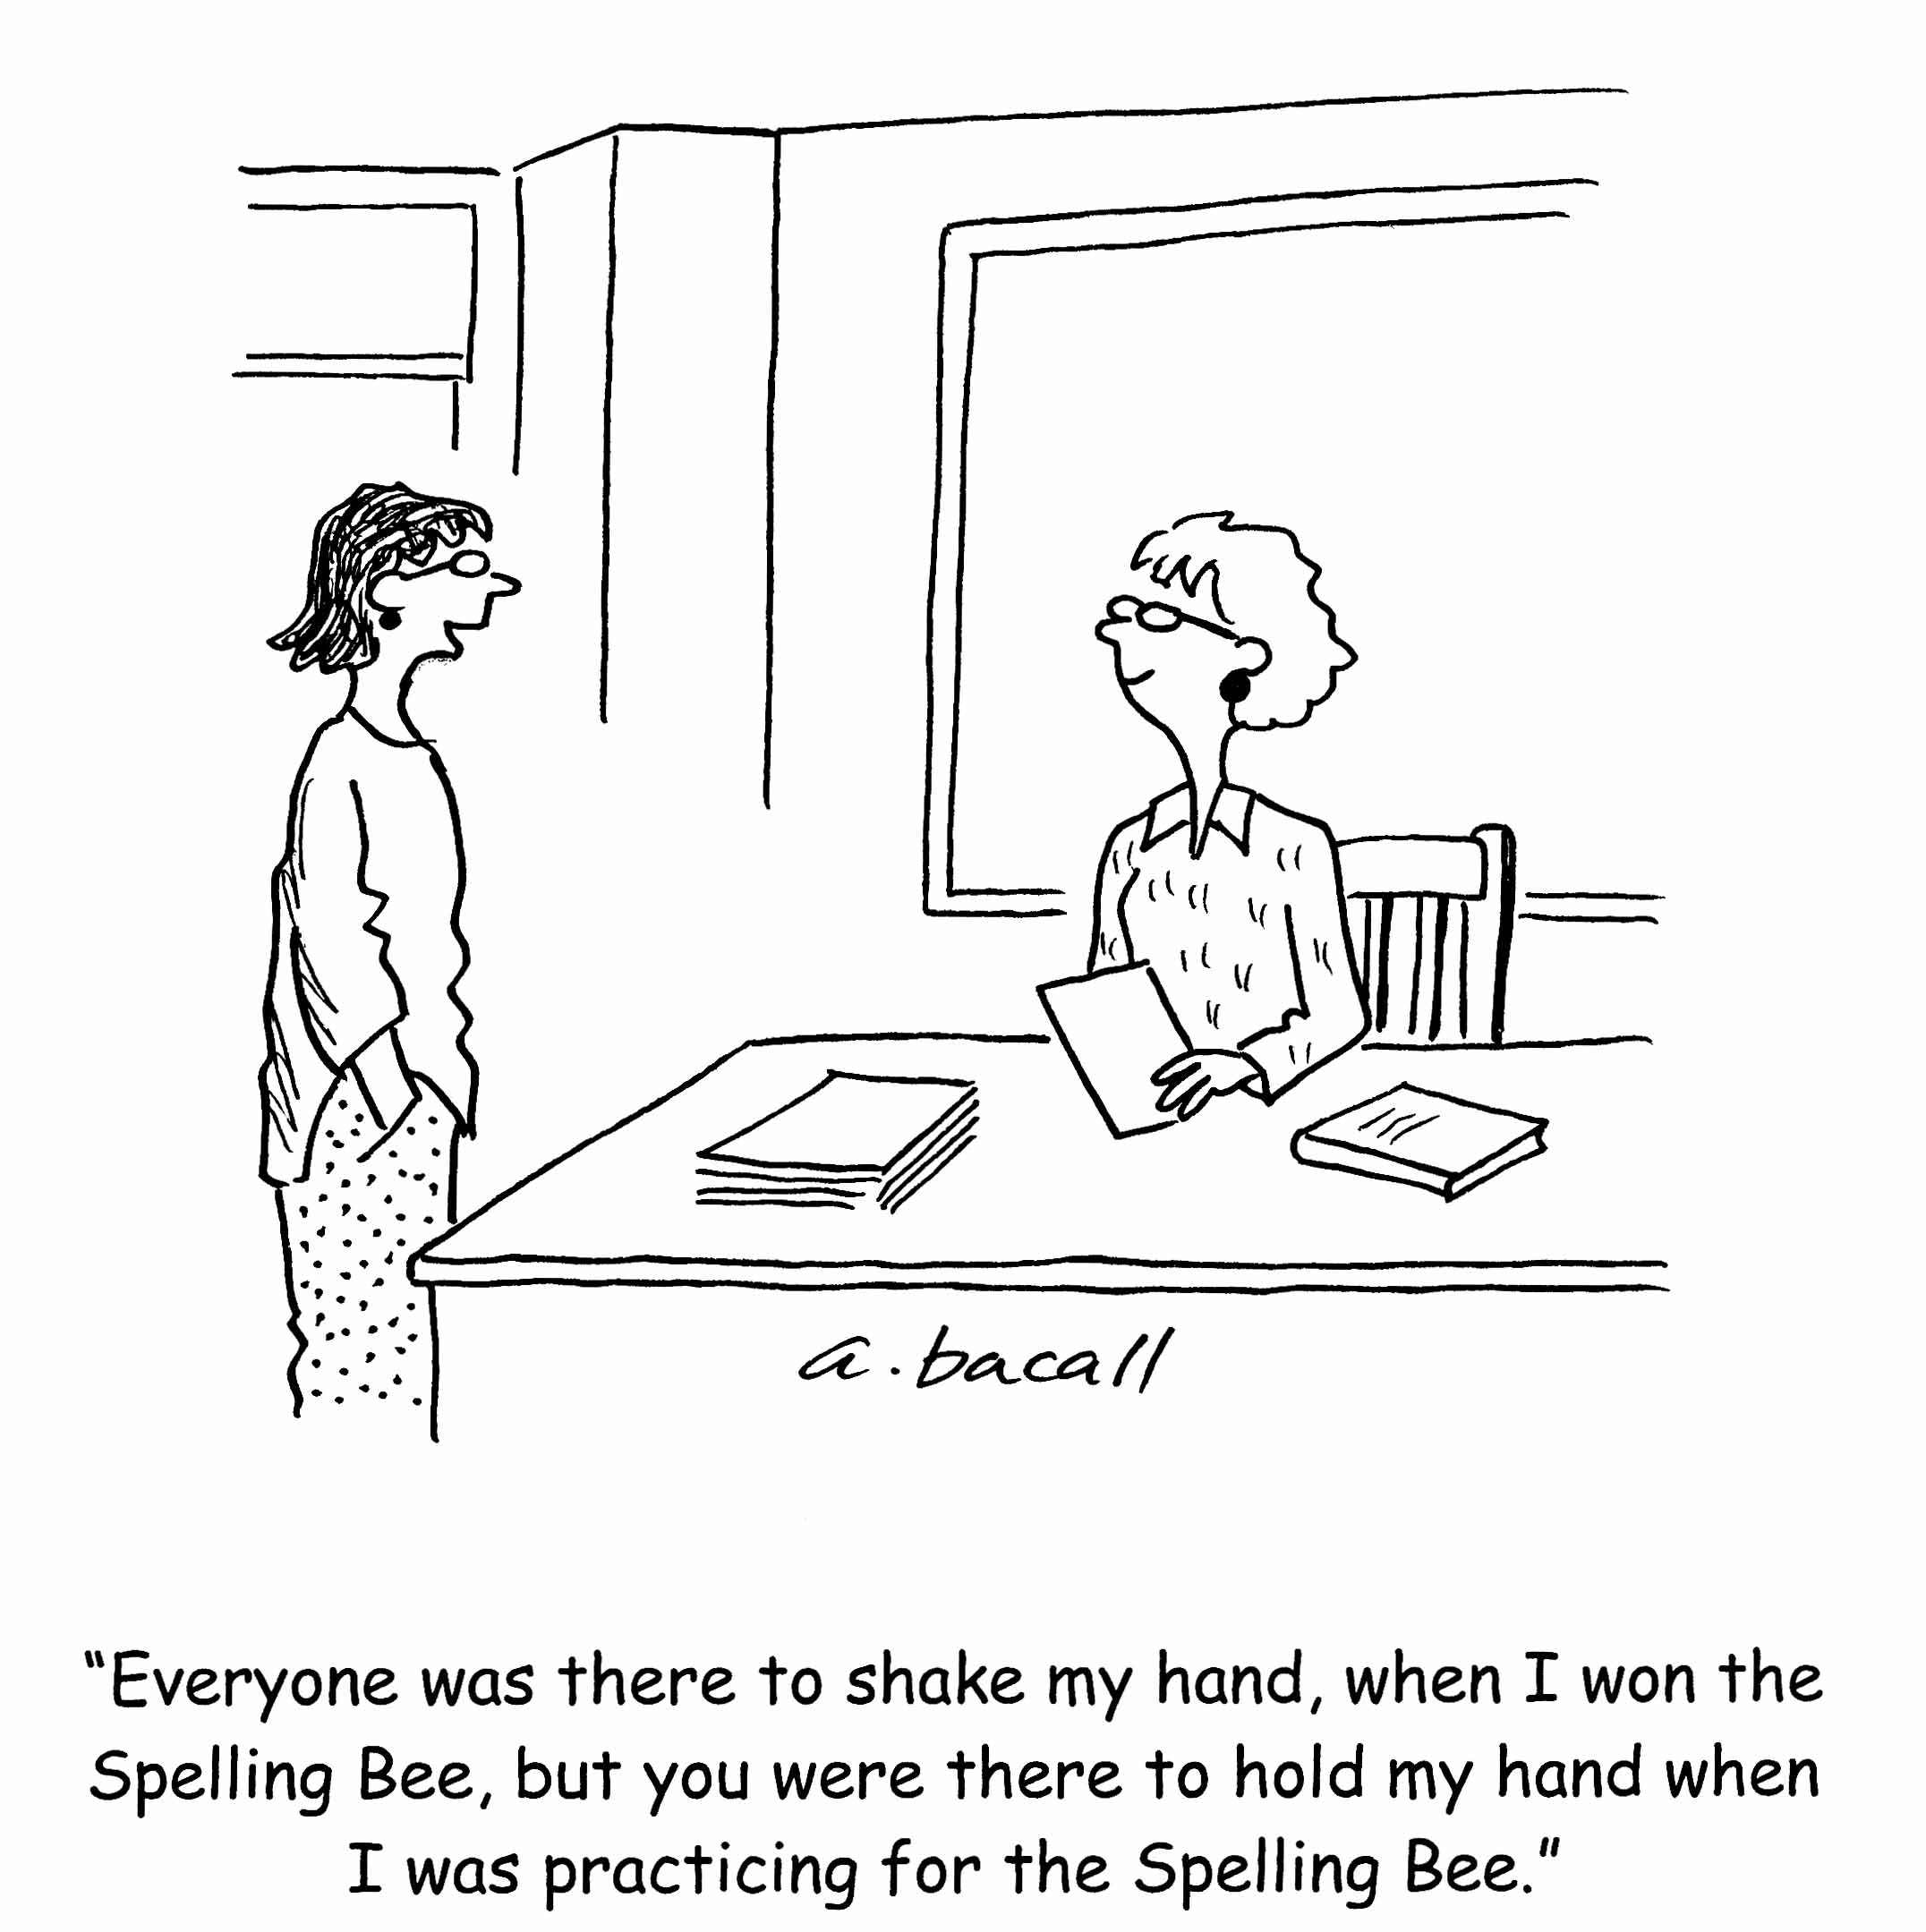 a. bacall
"Everyone was there to shake my hand, when I won the
Spelling Bee, but you were there to hold my hand when
I was practicing for the Spelling Bee."